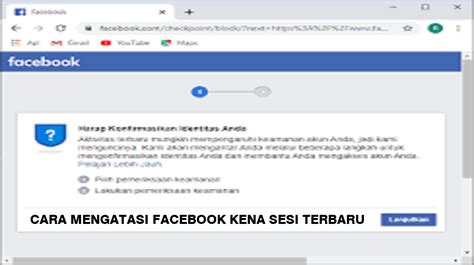 Facebook
facebook.com/checkpoint/block/?next=https%3A%2F%2Fwww.fa...
Gmail YouTube Maps
facebook
Harap Konfirmasikan Identitas Anda
Aktivitas terbaru mungkin mempengaruhi keamanan akun Anda, jadi kami
menguncinya. Kami akan mengantar Anda melalui beberapa langkah untuk
mengonfirmasikan identitas Anda dan membantu Anda mengakses akun Anda.
Pelajari Lebih Jauh.
Pilih pemeriksaan keamanan
Lakukan pemeriksaan keamanan
CARA MENGATASI FACEBOOK KENA SESI TERBARU
Lanjutkan